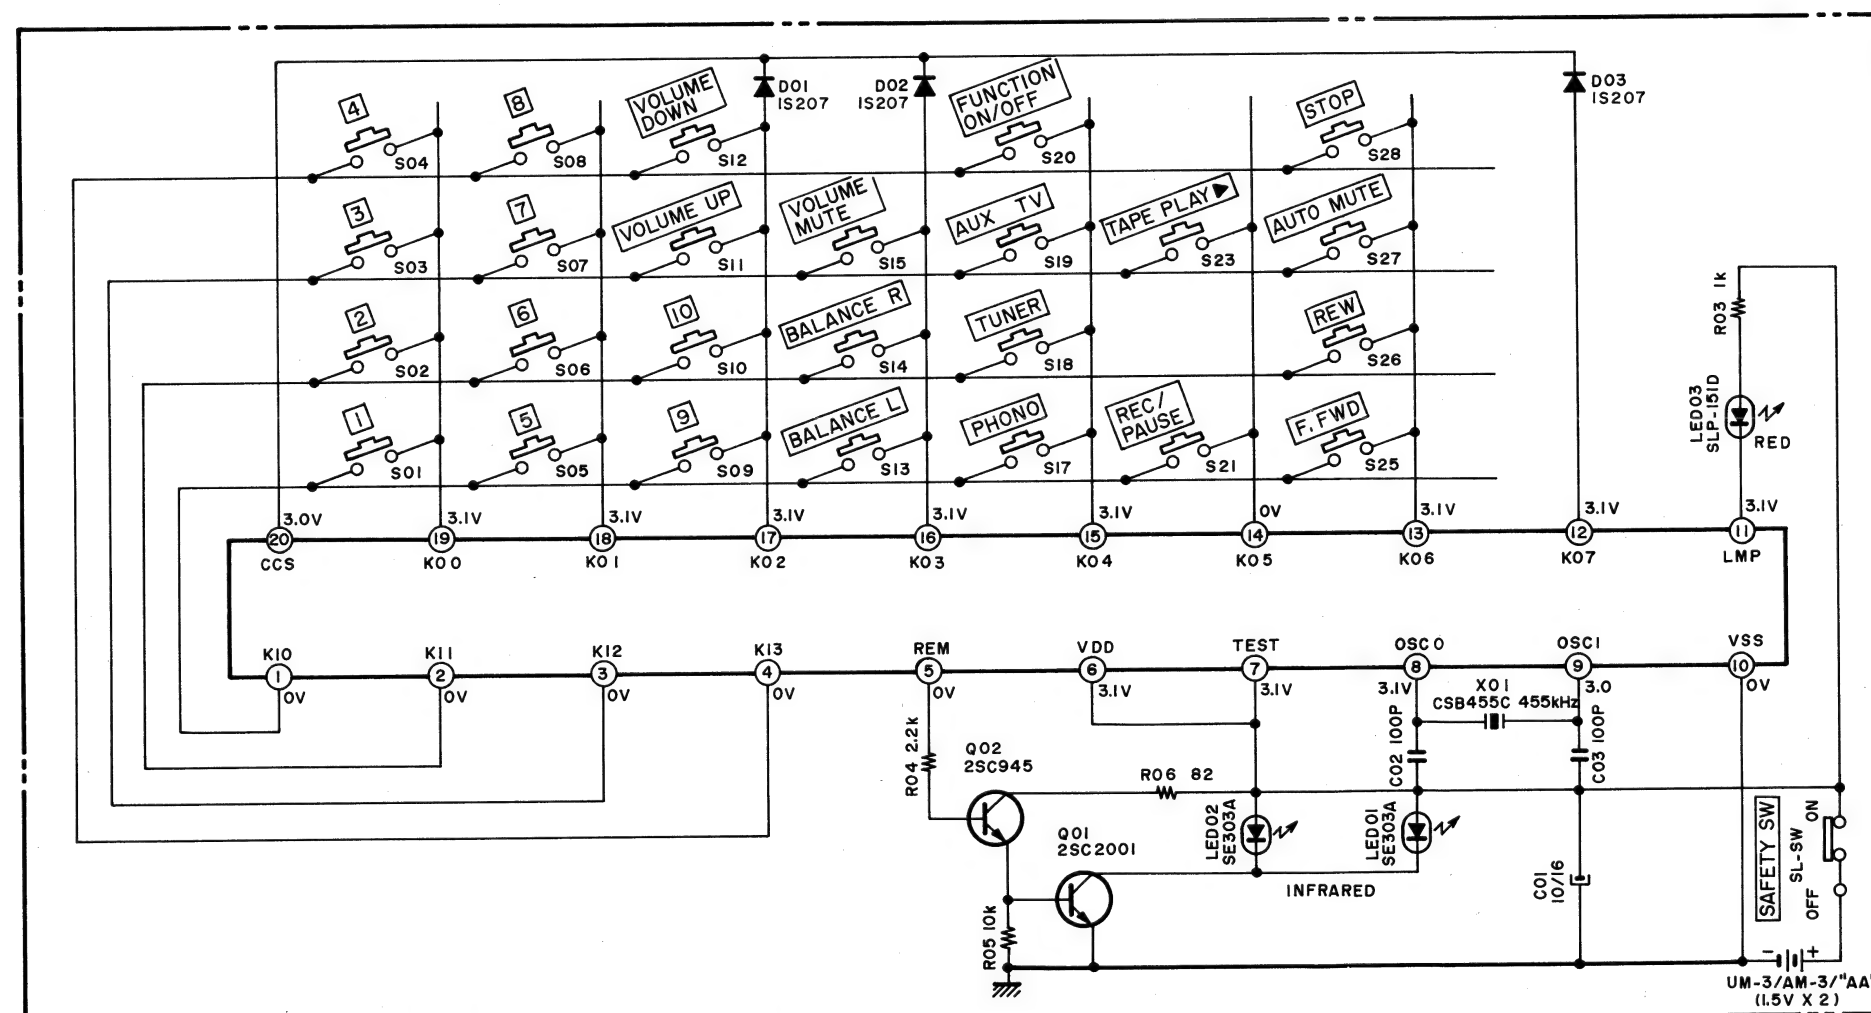 D01
1S207
D02
1S207
D03
1S207
4
8
VOLUME
DOWN
FUNCTION
ON/OFF
STOP
S04
S08
S12
S20
S28
3
7
VOLUME UP
VOLUME
MUTE
AUX TV
TAPE PLAY▶
AUTO MUTE
S03
S07
S11
S15
S19
S23
S27
2
6
10
BALANCE R
TUNER
REW
S02
S06
S10
S14
S18
S26
1
5
9
BALANCE L
PHONO
REC/
PAUSE
F.FWD
S01
S05
S09
S13
S17
S21
S25
R03 1k
LED03
SLP-151D
RED
3.0V
3.1V
3.1V
3.1V
3.1V
3.1V
0V
3.1V
3.1V
3.1V
20
19
18
17
16
15
14
13
12
11
CCS
K00
K01
K02
K03
K04
K05
K06
K07
LMP
K10
K11
K12
K13
REM
VDD
TEST
OSC0
OSC1
VSS
1
2
3
4
5
6
7
8
9
10
0V
0V
0V
0V
0V
3.1V
3.1V
3.1V
3.0
0V
X01
CSB455C 455kHz
C02 100P
C03 100P
R04 2.2k
Q02
2SC945
R06 82
LED02
SE303A
LED01
SE303A
Q01
2SC2001
INFRARED
R05 10k
C01
10/16
SAFETY SW
SL-SW
OFF ON
- +
UM-3/AM-3/"AA"
(1.5V X 2)